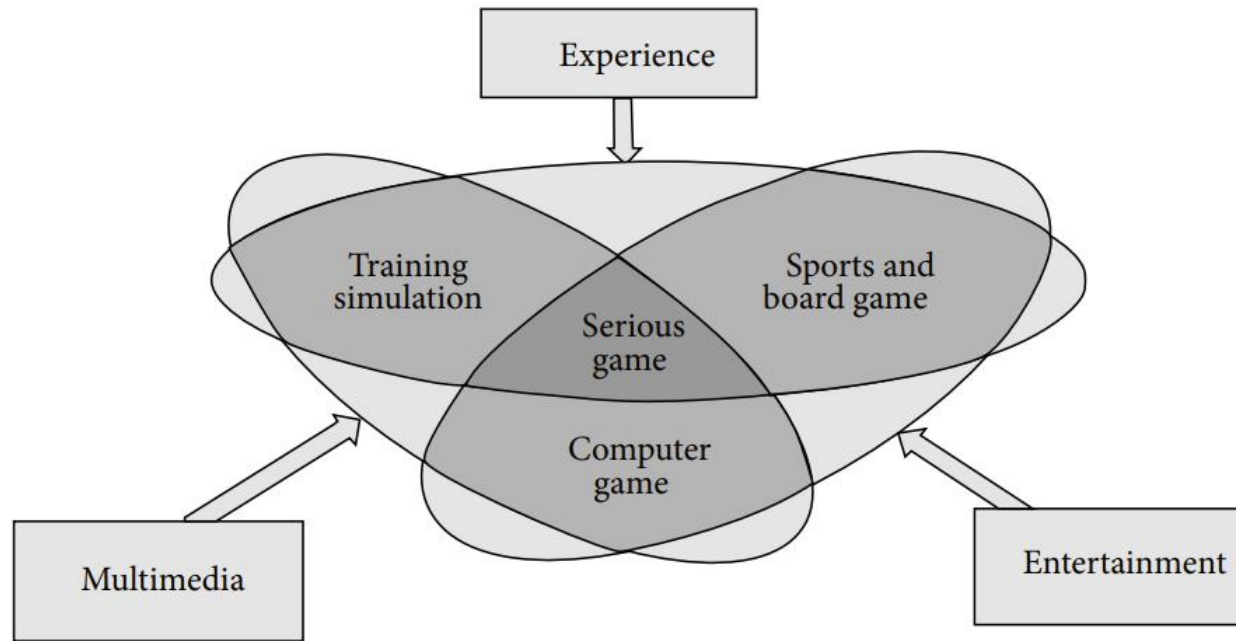 Experience
Training
simulation
Sports and
board game
Serious
game
Computer
game
Multimedia
Entertainment